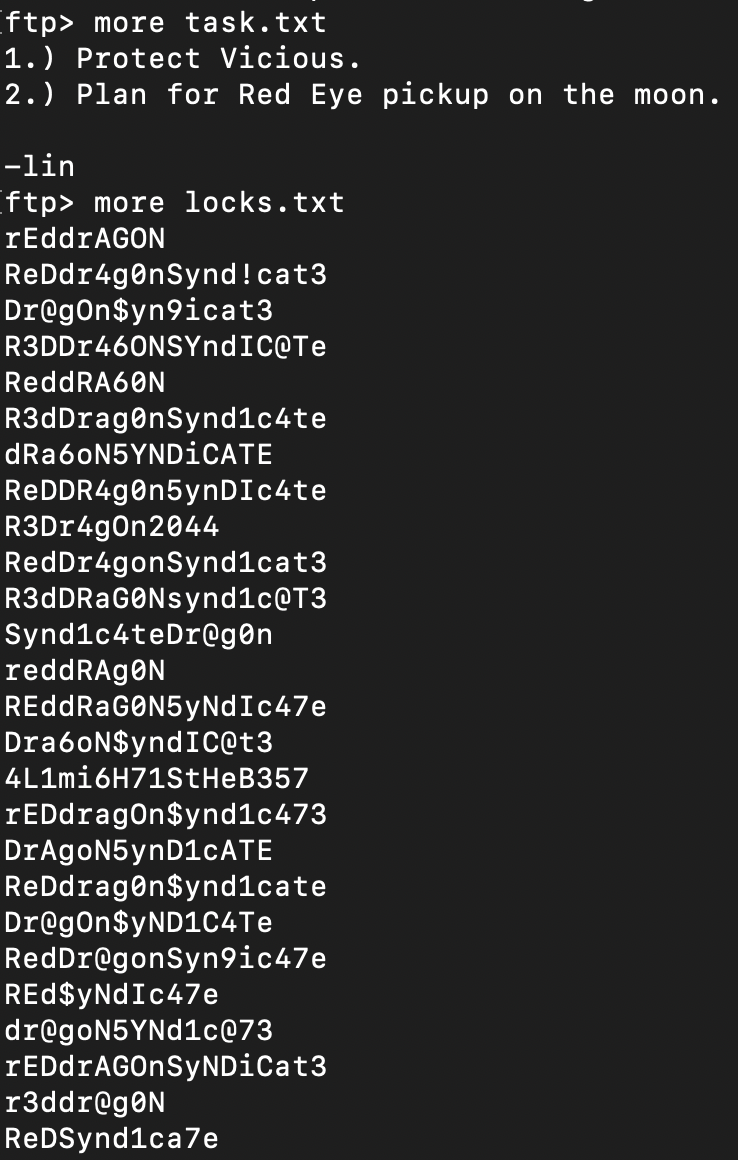 ftp> more task.txt
1.) Protect Vicious.
2.) Plan for Red Eye pickup on the moon.
-lin
ftp> more locks.txt
rEddrAGON
ReDdr4g0nSynd!cat3
Dr@gOn$yn9icat3
R3DDr46ONSYndIC@Te
ReddRA60N
R3dDrag0nSynd1c4te
dRa6oN5YNDiCATE
ReDDR4g0n5ynDIc4te
R3Dr4gOn2044
RedDr4gonSynd1cat3
R3dDRaG0Nsynd1c@T3
Synd1c4teDr@g0n
reddRAg0N
REddRaG0N5yNdIc47e
Dra6oN$yndIC@t3
4L1mi6H71StHeB357
rEDdragOn$ynd1c473
DrAgoN5ynD1cATE
ReDdrag0n$ynd1cate
Dr@gOn$yND1C4Te
RedDr@gonSyn9ic47e
REd$yNdIc47e
dr@goN5YNd1c@73
rEDdrAGOnSyNDiCat3
r3ddr@g0N
ReDSynd1ca7e